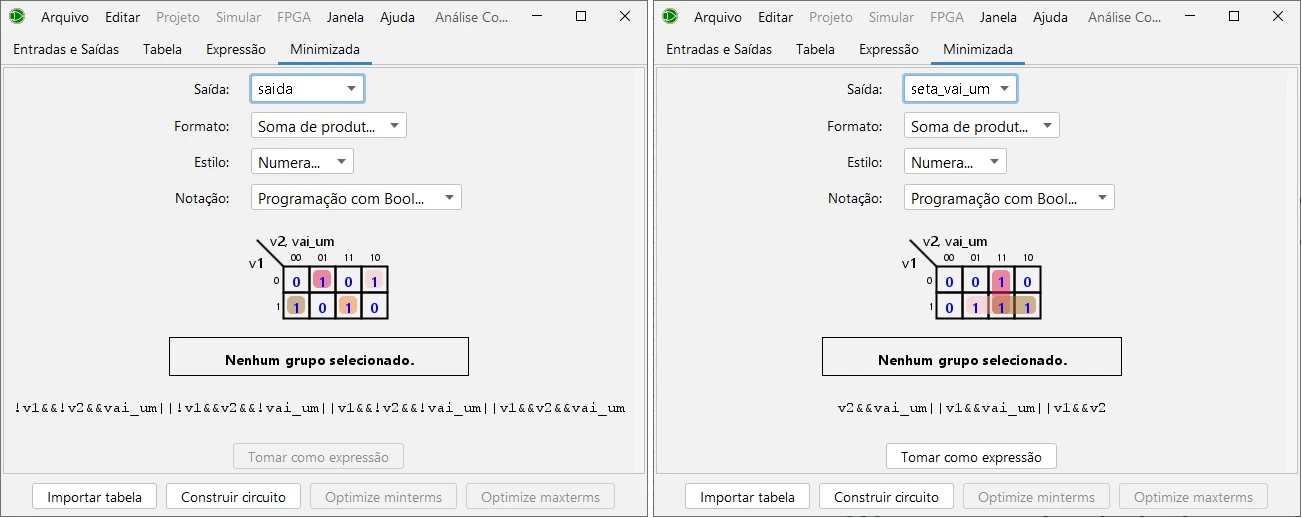 Arquivo Editar Projeto Simular FPGA Janela Ajuda Análise Co...
Entradas e Saídas Tabela Expressão Minimizada
Saída: saida
Formato: Soma de produt...
Estilo: Numera...
Notação: Programação com Bool...
v2, vai_um
v1
00 01 11 10
0 0 1 0 1
1 1 0 1 0
Nenhum grupo selecionado.
!v1&&!v2&&vai_um||!v1&&v2&&!vai_um||v1&&!v2&&!vai_um||v1&&v2&&vai_um
Tomar como expressão
Importar tabela Construir circuito Optimize minterms Optimize maxterms
Arquivo Editar Projeto Simular FPGA Janela Ajuda Análise Co...
Entradas e Saídas Tabela Expressão Minimizada
Saída: seta_vai_um
Formato: Soma de produt...
Estilo: Numera...
Notação: Programação com Bool...
v2, vai_um
v1
00 01 11 10
0 0 0 1 0
1 0 1 1 1
Nenhum grupo selecionado.
v2&&vai_um||v1&&vai_um||v1&&v2
Tomar como expressão
Importar tabela Construir circuito Optimize minterms Optimize maxterms